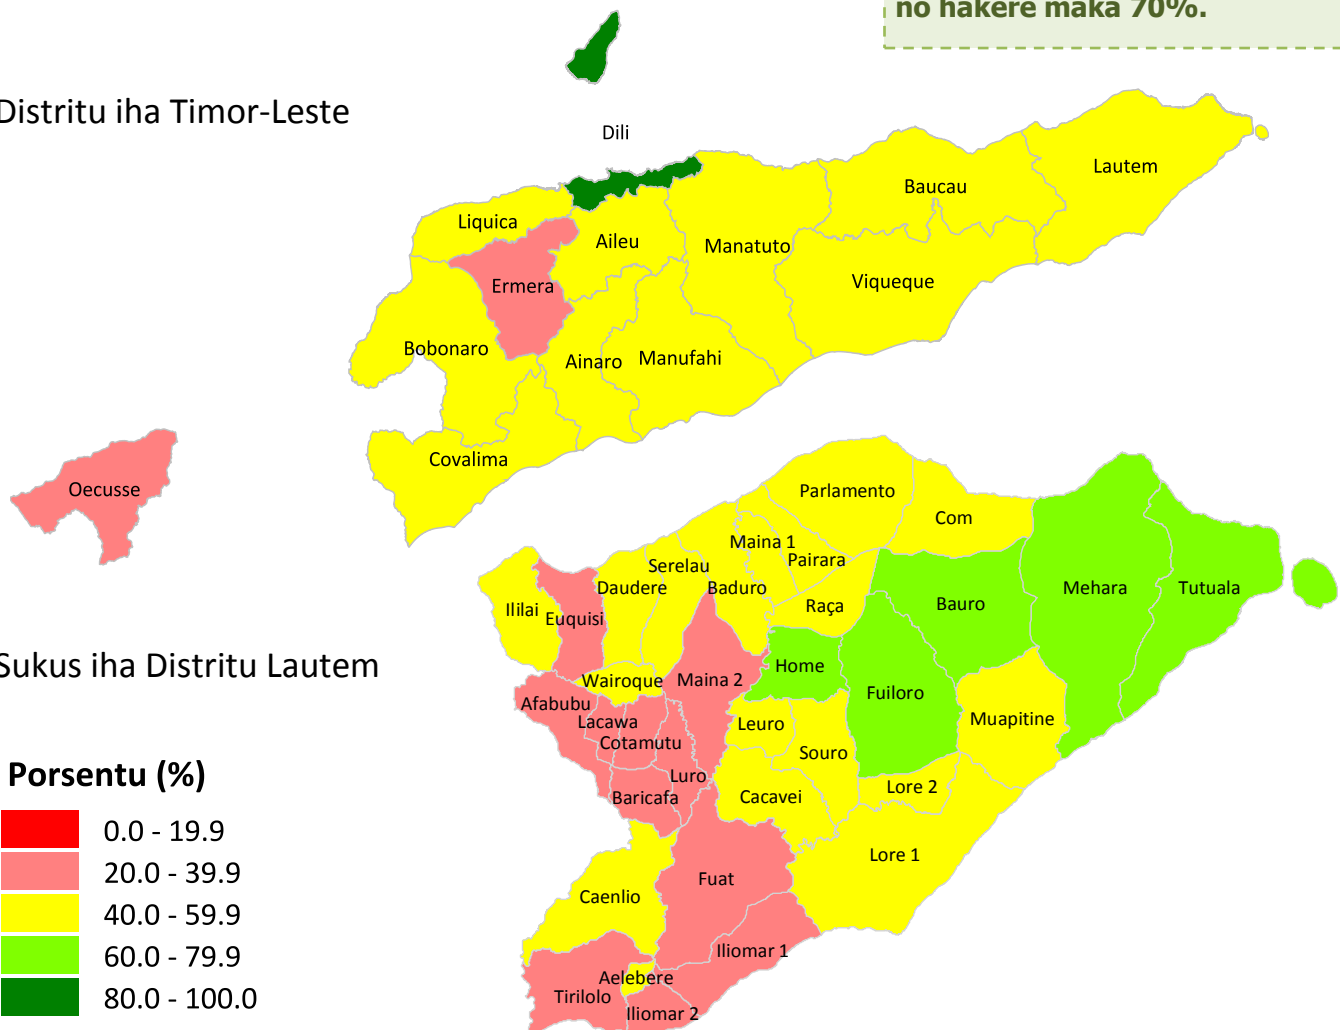 no hakere maka 70%.
Distritu iha Timor-Leste
Dili
Lautem
Baucau
Liquica
Aileu
Manatuto
Viqueque
Ermera
Bobonaro
Ainaro
Manufahi
Covalima
Oecusse
Parlamento
Com
Maina 1
Pairara
Serelau
Daudere
Baduro
Mehara
Tutuala
Ililai
Euquisi
Raça
Bauro
Sukus iha Distritu Lautem
Home
Wairoque
Maina 2
Fuiloro
Afabubu
Lacawa
Leuro
Muapitine
Cotamutu
Souro
Luro
Baricafa
Cacavei
Lore 2
Lore 1
Fuat
Caenlio
Iliomar 1
Aelebere
Tirilolo
Iliomar 2
Porsentu (%)
0.0 - 19.9
20.0 - 39.9
40.0 - 59.9
60.0 - 79.9
80.0 - 100.0